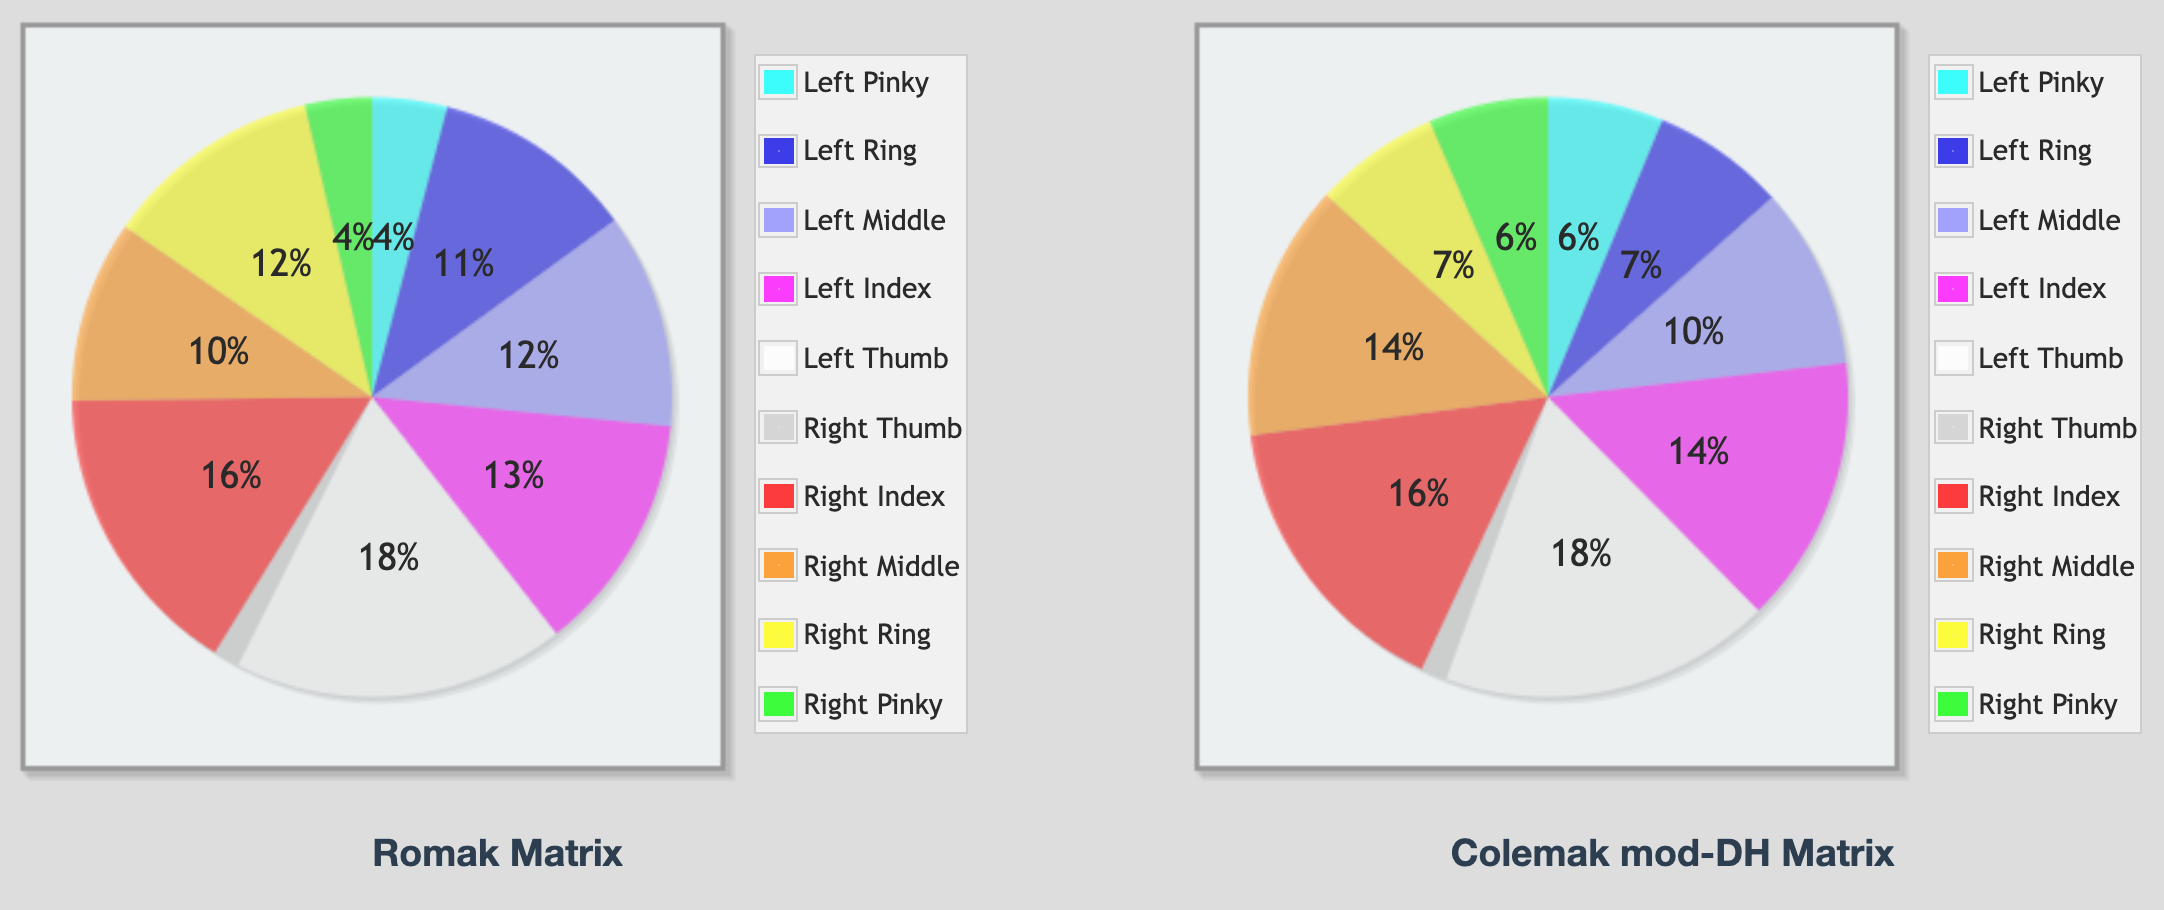 4%
4%
11%
12%
13%
18%
16%
10%
12%
Left Pinky
Left Ring
Left Middle
Left Index
Left Thumb
Right Thumb
Right Index
Right Middle
Right Ring
Right Pinky
Romak Matrix
6%
6%
7%
10%
14%
18%
16%
14%
7%
Left Pinky
Left Ring
Left Middle
Left Index
Left Thumb
Right Thumb
Right Index
Right Middle
Right Ring
Right Pinky
Colemak mod-DH Matrix